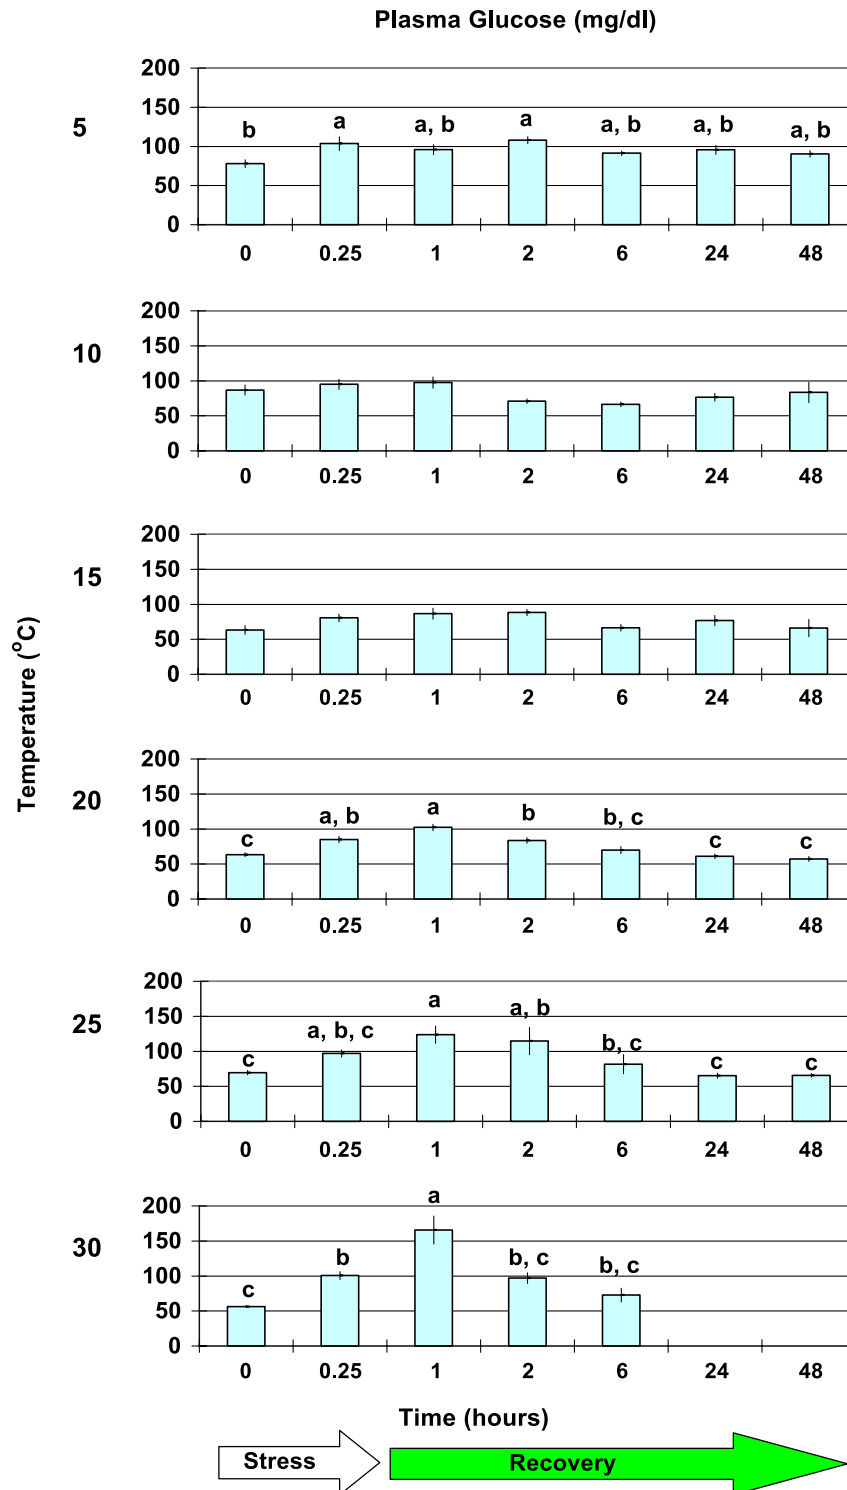 Plasma Glucose (mg/dl)
5
200
150
100
50
0
b
a
a, b
a
a, b
a, b
a, b
0 0.25 1 2 6 24 48
10
200
150
100
50
0
0 0.25 1 2 6 24 48
15
200
150
100
50
0
0 0.25 1 2 6 24 48
Temperature (°C)
20
200
150
100
50
0
c
a, b
a
b
b, c
c
c
0 0.25 1 2 6 24 48
25
200
150
100
50
0
c
a, b, c
a
a, b
b, c
c
c
0 0.25 1 2 6 24 48
30
200
150
100
50
0
c
b
a
b, c
b, c
0 0.25 1 2 6 24 48
Time (hours)
Stress
Recovery